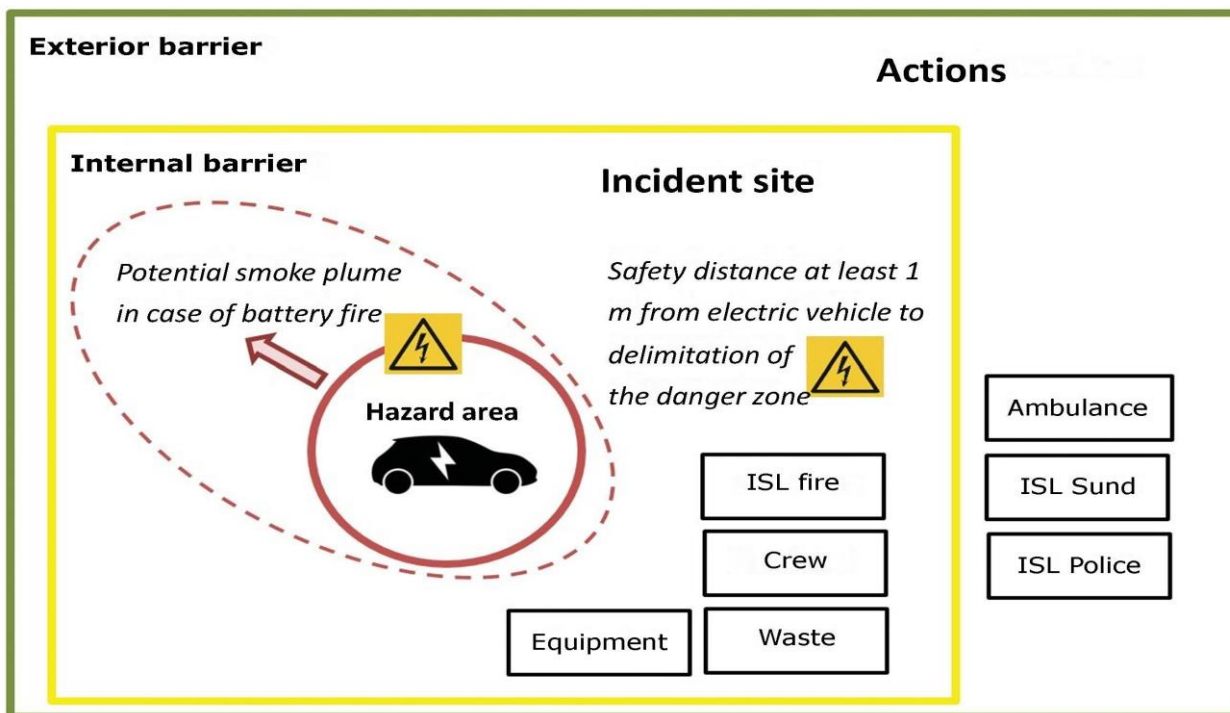 Exterior barrier
Actions
Internal barrier
Incident site
Potential smoke plume
in case of battery fire
Safety distance at least 1
m from electric vehicle to
delimitation of
the danger zone
Hazard area
Ambulance
ISL fire
ISL Sund
Crew
ISL Police
Equipment
Waste